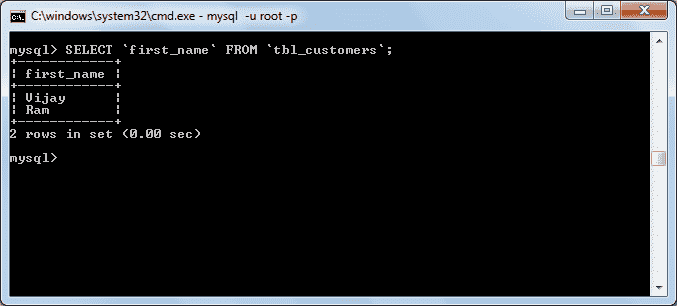 C:\windows\system32\cmd.exe - mysql  -u root -p
mysql> SELECT `first_name` FROM `tbl_customers`;
+------------+
| first_name |
+------------+
| Vijay      |
| Ram        |
+------------+
2 rows in set (0.00 sec)
mysql>